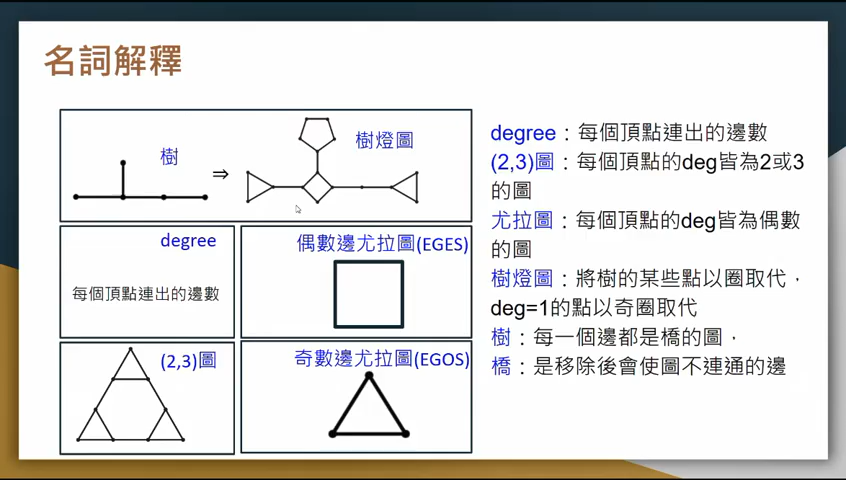 名詞解釋
樹
⇒
樹燈圖
degree
每個頂點連出的邊數
偶數邊尤拉圖(EGES)
(2,3)圖
奇數邊尤拉圖(EGOS)
degree：每個頂點連出的邊數
(2,3)圖：每個頂點的deg皆為2或3
的圖
尤拉圖：每個頂點的deg皆為偶數
的圖
樹燈圖：將樹的某些點以圈取代，
deg=1的點以奇圈取代
樹：每一個邊都是橋的圖，
橋：是移除後會使圖不連通的邊